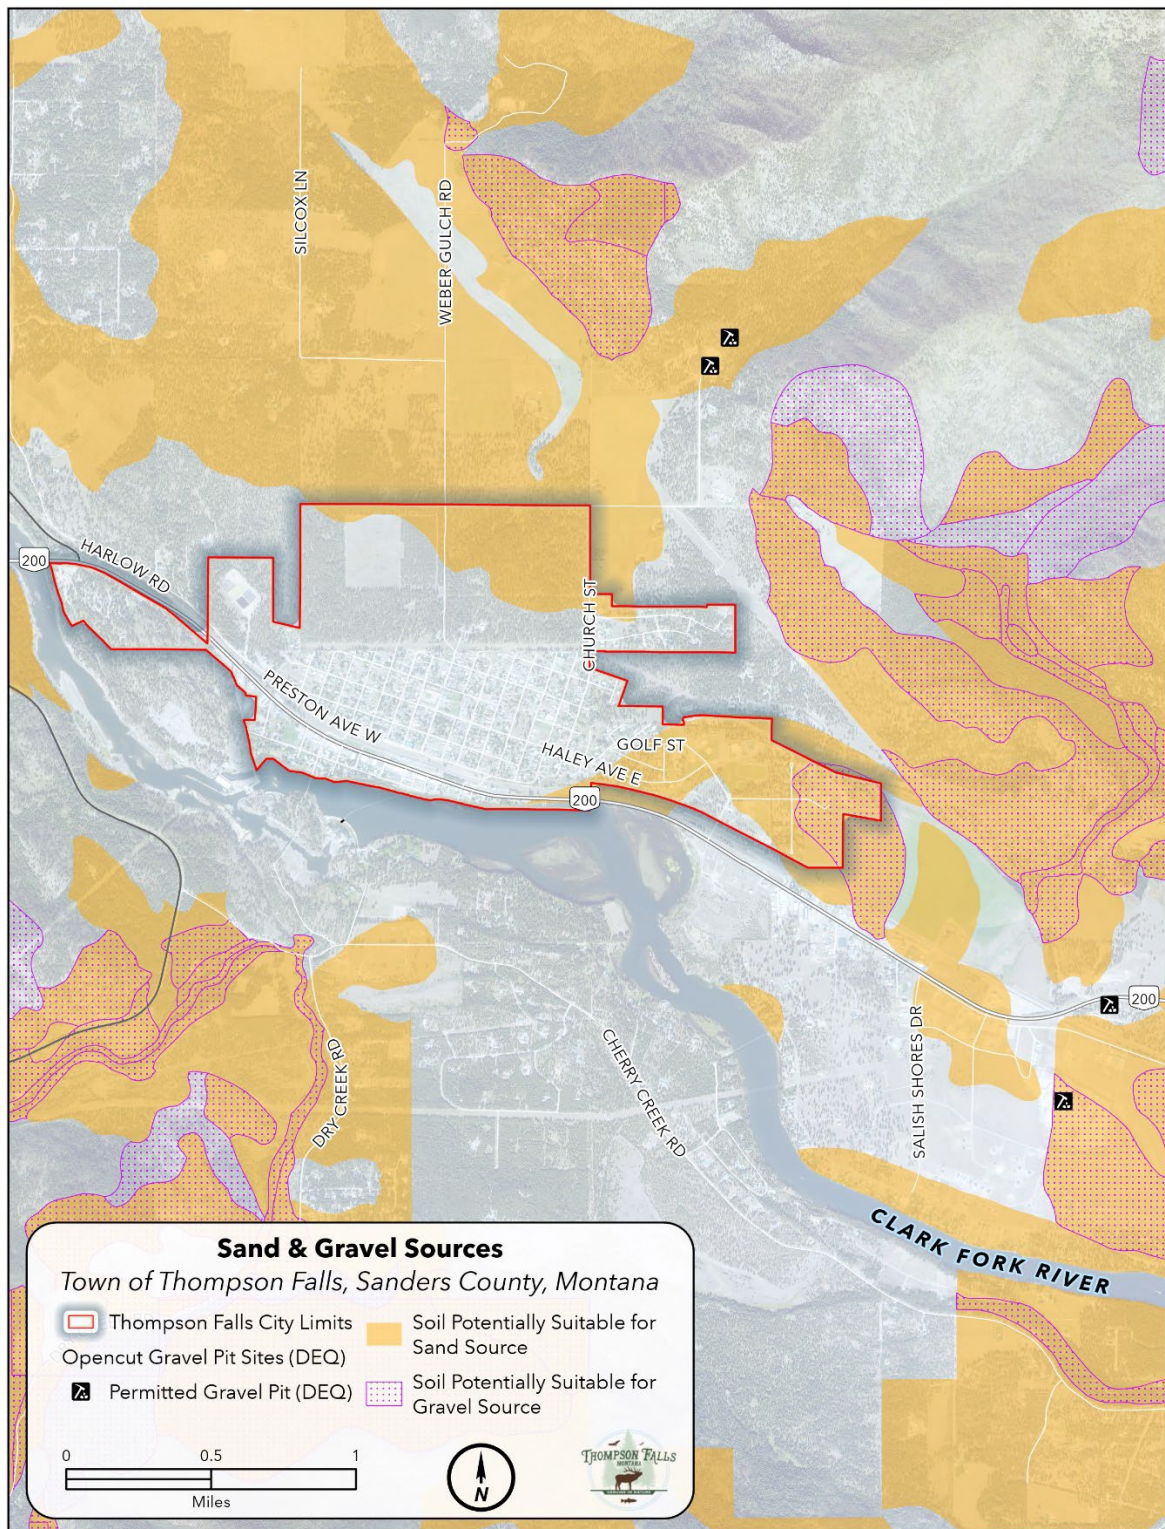 SILCOX LN
WEBER GULCH RD
200
HARLOW RD
CHURCH ST
PRESTON AVE W
GOLF ST
HALEY AVE E
200
200
SALISH SHORES DR
CHERRY CREEK RD
DRY CREEK RD
CLARK FORK RIVER
Sand & Gravel Sources
Town of Thompson Falls, Sanders County, Montana
Thompson Falls City Limits
Opencut Gravel Pit Sites (DEQ)
Permitted Gravel Pit (DEQ)
Soil Potentially Suitable for
Sand Source
Soil Potentially Suitable for
Gravel Source
0 0.5 1
Miles
N
THOMPSON FALLS
MONTANA